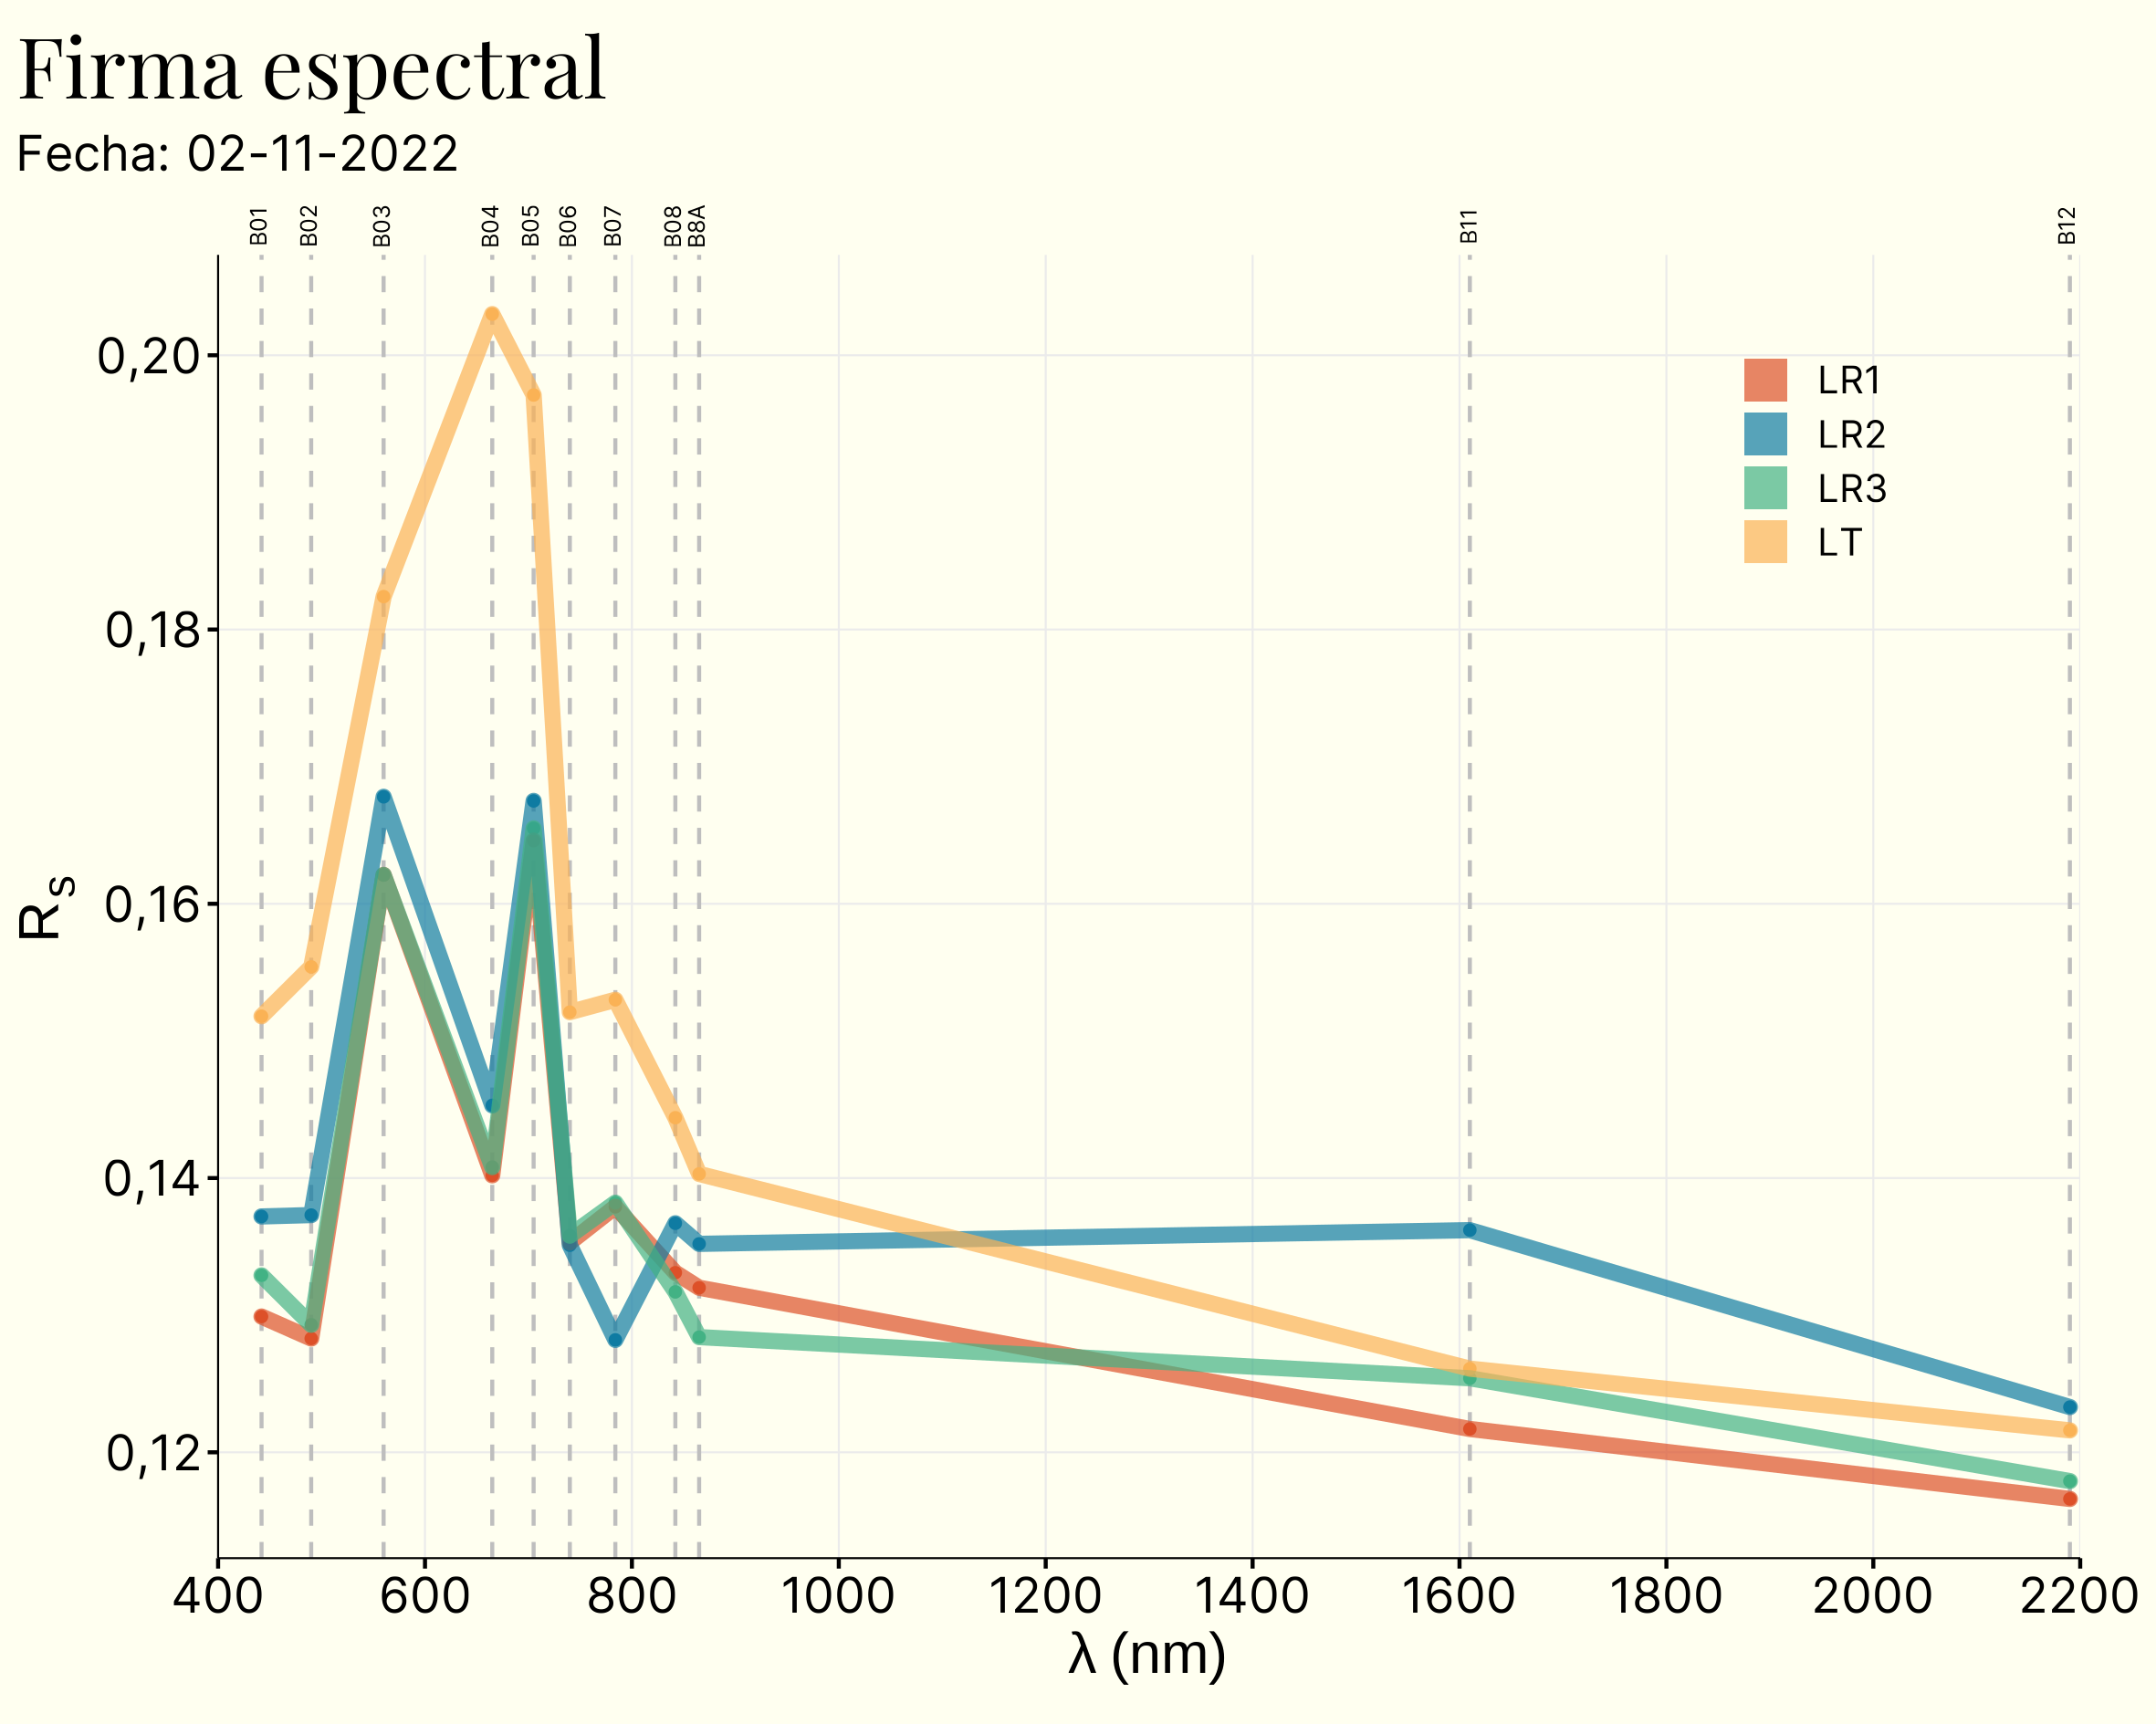 Firma espectral
Fecha: 02-11-2022
B01 B02 B03 B04 B05 B06 B07 B08 B8A B11 B12
0,20
0,18
0,16
0,14
0,12
Rs
LR1
LR2
LR3
LT
400 600 800 1000 1200 1400 1600 1800 2000 2200
λ (nm)